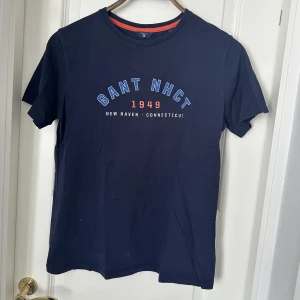 GANT NHCT
1949
NEW HAVEN · CONNECTICUT